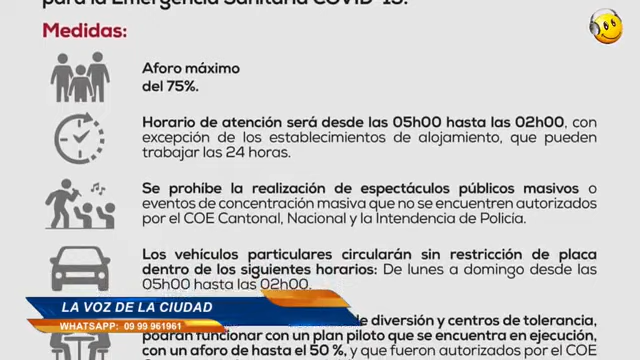 para la Emergencia Sanitaria COVID-19.
Medidas:
Aforo máximo
del 75%.
Horario de atención será desde las 05h00 hasta las 02h00, con
excepción de los establecimientos de alojamiento, que pueden
trabajar las 24 horas.
Se prohíbe la realización de espectáculos públicos masivos o
eventos de concentración masiva que no se encuentren autorizados
por el COE Cantonal, Nacional y la Intendencia de Policía.
Los vehículos particulares circularán sin restricción de placa
dentro de los siguientes horarios: De lunes a domingo desde las
05h00 hasta las 02h00.
LA VOZ DE LA CIUDAD
WHATSAPP: 09 99 961961
de diversión y centros de tolerancia,
podrán funcionar con un plan piloto que se encuentra en ejecución,
con un aforo de hasta el 50 %, y que fueron autorizados por el COE